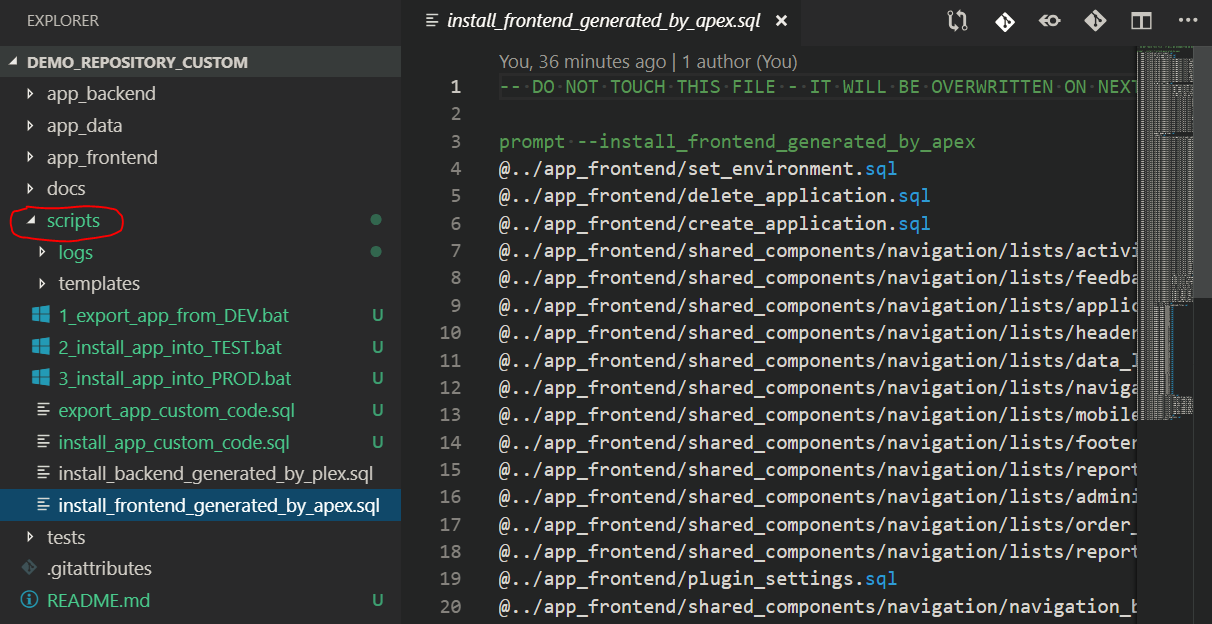 EXPLORER
DEMO_REPOSITORY_CUSTOM
app_backend
app_data
app_frontend
docs
scripts
logs
templates
1_export_app_from_DEV.bat U
2_install_app_into_TEST.bat U
3_install_app_into_PROD.bat U
export_app_custom_code.sql U
install_app_custom_code.sql U
install_backend_generated_by_plex.sql
install_frontend_generated_by_apex.sql
tests
.gitattributes
README.md U
install_frontend_generated_by_apex.sql
You, 36 minutes ago | 1 author (You)
1 -- DO NOT TOUCH THIS FILE - IT WILL BE OVERWRITTEN ON NEXT
2
3 prompt --install_frontend_generated_by_apex
4 @../app_frontend/set_environment.sql
5 @../app_frontend/delete_application.sql
6 @../app_frontend/create_application.sql
7 @../app_frontend/shared_components/navigation/lists/activi
8 @../app_frontend/shared_components/navigation/lists/feedba
9 @../app_frontend/shared_components/navigation/lists/applic
10 @../app_frontend/shared_components/navigation/lists/header
11 @../app_frontend/shared_components/navigation/lists/data_l
12 @../app_frontend/shared_components/navigation/lists/naviga
13 @../app_frontend/shared_components/navigation/lists/mobile
14 @../app_frontend/shared_components/navigation/lists/footer
15 @../app_frontend/shared_components/navigation/lists/report
16 @../app_frontend/shared_components/navigation/lists/admini
17 @../app_frontend/shared_components/navigation/lists/order_
18 @../app_frontend/shared_components/navigation/lists/report
19 @../app_frontend/plugin_settings.sql
20 @../app_frontend/shared_components/navigation/navigation_b